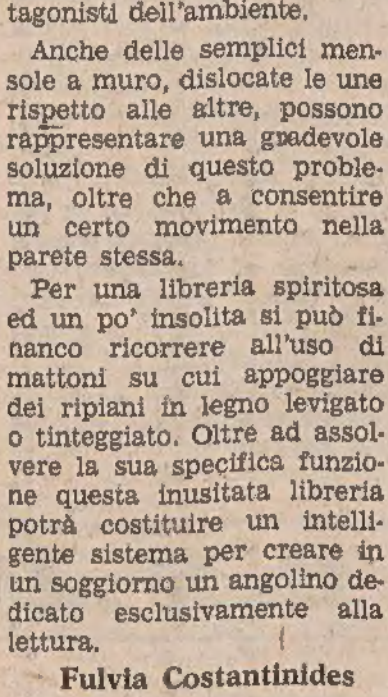 tagonisti dell'ambiente.
Anche delle semplici men-
sole a muro, dislocate le une
rispetto alle altre, possono
rappresentare una gradevole
soluzione di questo proble-
ma, oltre che a consentire
un certo movimento nella
parete stessa.
Per una libreria spiritosa
ed un po' insolita si può fi-
nanco ricorrere all'uso di
mattoni su cui appoggiare
dei ripiani in legno levigato
o tinteggiato. Oltre ad assol-
vere la sua specifica funzio-
ne questa inusitata libreria
potrà costituire un intelli-
gente sistema per creare in
un soggiorno un angolino de-
dicato esclusivamente alla
lettura.
Fulvia Costantinides